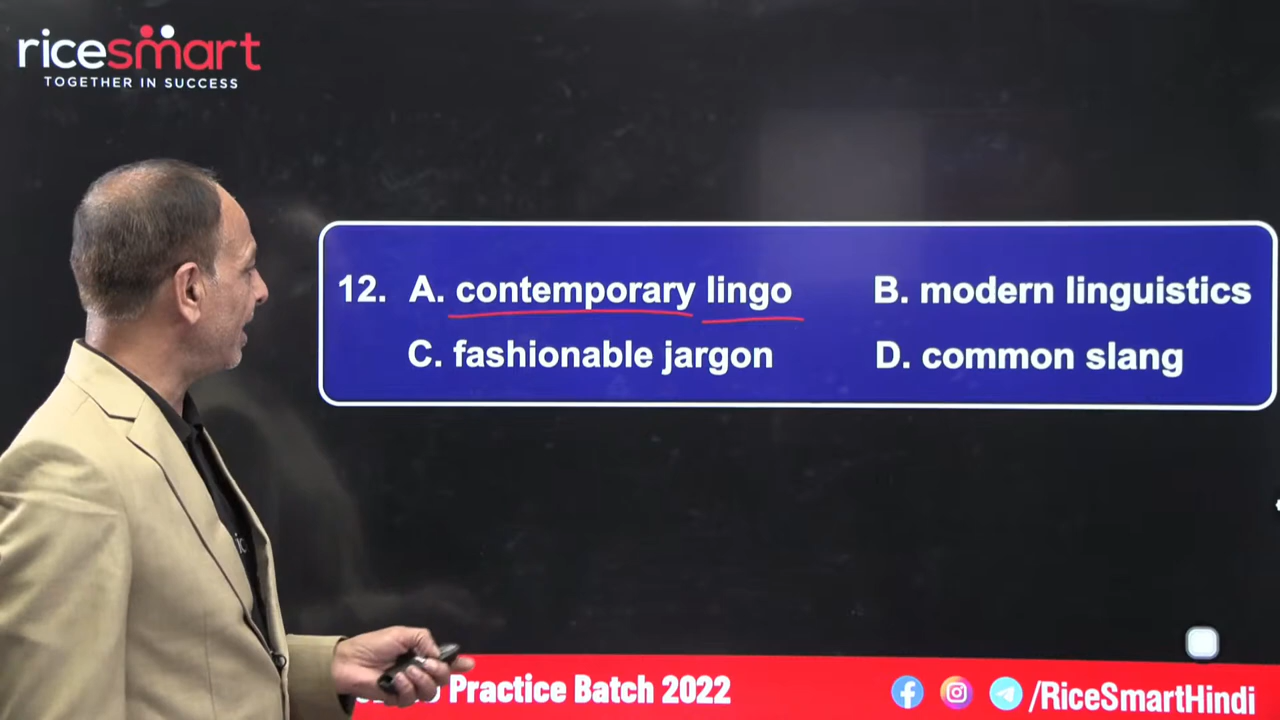 ricesmart
TOGETHER IN SUCCESS
12. A. contemporary lingo B. modern linguistics
C. fashionable jargon D. common slang
Practice Batch 2022
/RiceSmartHindi